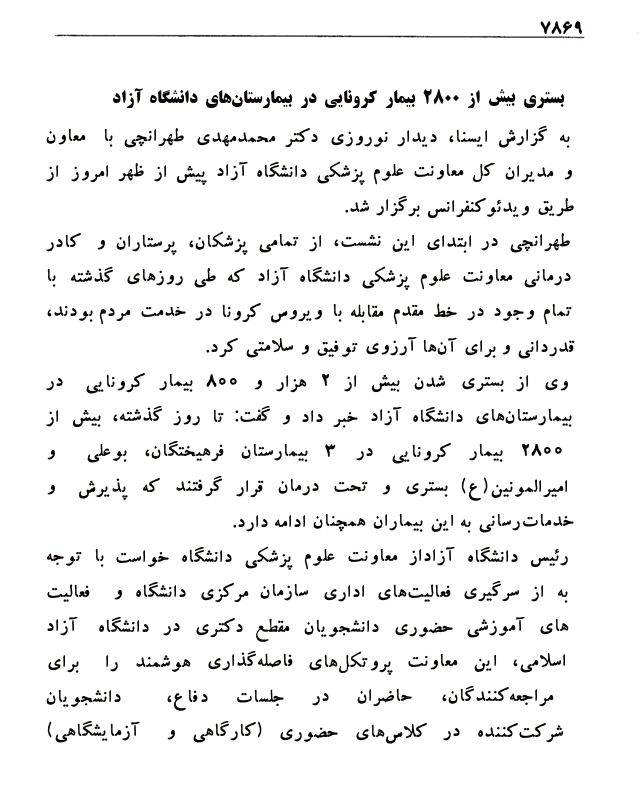 ۷۸۶۹
بستری بیش از ۲۸۰۰ بیمار کرونایی در بیمارستان‌های دانشگاه آزاد
به گزارش ایسنا، دیدار نوروزی دکتر محمدمهدی طهرانچی با معاون
و مدیران کل معاونت علوم پزشکی دانشگاه آزاد پیش از ظهر امروز از
طریق ویدئوکنفرانس برگزار شد.
طهرانچی در ابتدای این نشست، از تمامی پزشکان، پرستاران و کادر
درمانی معاونت علوم پزشکی دانشگاه آزاد که طی روزهای گذشته با
تمام وجود در خط مقدم مقابله با ویروس کرونا در خدمت مردم بودند،
قدردانی و برای آن‌ها آرزوی توفیق و سلامتی کرد.
وی از بستری شدن بیش از ۲ هزار و ۸۰۰ بیمار کرونایی در
بیمارستان‌های دانشگاه آزاد خبر داد و گفت: تا روز گذشته، بیش از
۲۸۰۰ بیمار کرونایی در ۳ بیمارستان فرهیختگان، بوعلی و
امیرالمونین(ع) بستری و تحت درمان قرار گرفتند که پذیرش و
خدمات‌رسانی به این بیماران همچنان ادامه دارد.
رئیس دانشگاه آزاداز معاونت علوم پزشکی دانشگاه خواست با توجه
به از سرگیری فعالیت‌های اداری سازمان مرکزی دانشگاه و فعالیت
های آموزشی حضوری دانشجویان مقطع دکتری در دانشگاه آزاد
اسلامی، این معاونت پروتکل‌های فاصله‌گذاری هوشمند را برای
مراجعه‌کنندگان، حاضران در جلسات دفاع، دانشجویان
شرکت‌کننده در کلاس‌های حضوری (کارگاهی و آزمایشگاهی)